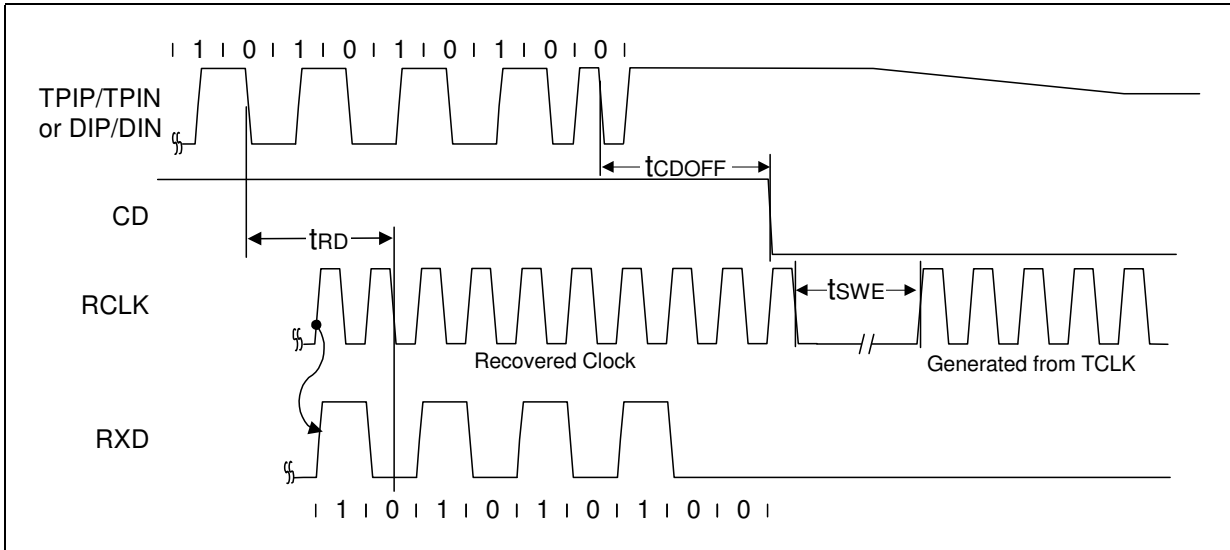 1 0 1 0 1 0 1 0 0
TPIP/TPIN
or DIP/DIN
tCDOFF
CD
tRD
RCLK
tSWE
Recovered Clock
Generated from TCLK
RXD
1 0 1 0 1 0 1 0 0